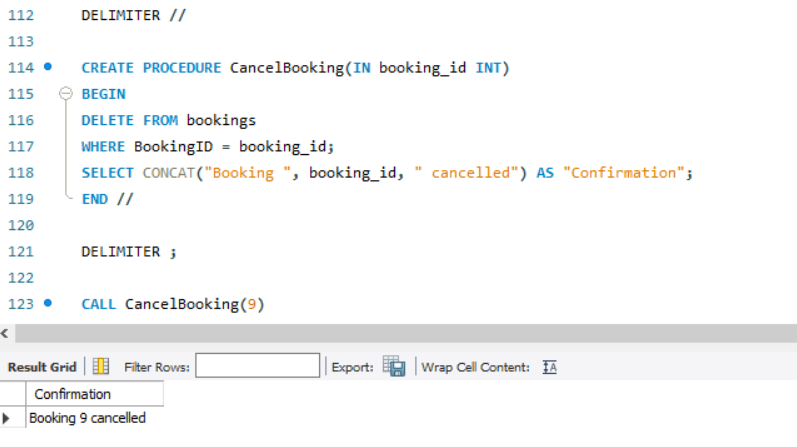 112 DELIMITER //
113
114 CREATE PROCEDURE CancelBooking(IN booking_id INT)
115 BEGIN
116 DELETE FROM bookings
117 WHERE BookingID = booking_id;
118 SELECT CONCAT("Booking ", booking_id, " cancelled") AS "Confirmation";
119 END //
120
121 DELIMITER ;
122
123 CALL CancelBooking(9)
Result Grid Filter Rows: Export: Wrap Cell Content: IA
Confirmation
Booking 9 cancelled